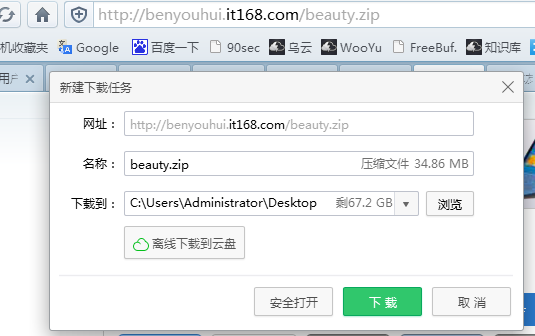 http://benyouhui.it168.com/beauty.zip
机收藏夹 Google 百度一下 90sec 乌云 WooYu FreeBuf. 知识库
用户
新建下载任务
网址： http://benyouhui.it168.com/beauty.zip
名称： beauty.zip 压缩文件 34.86 MB
下载到： C:\Users\Administrator\Desktop 剩67.2 GB 浏览
离线下载到云盘
安全打开 下 载 取 消